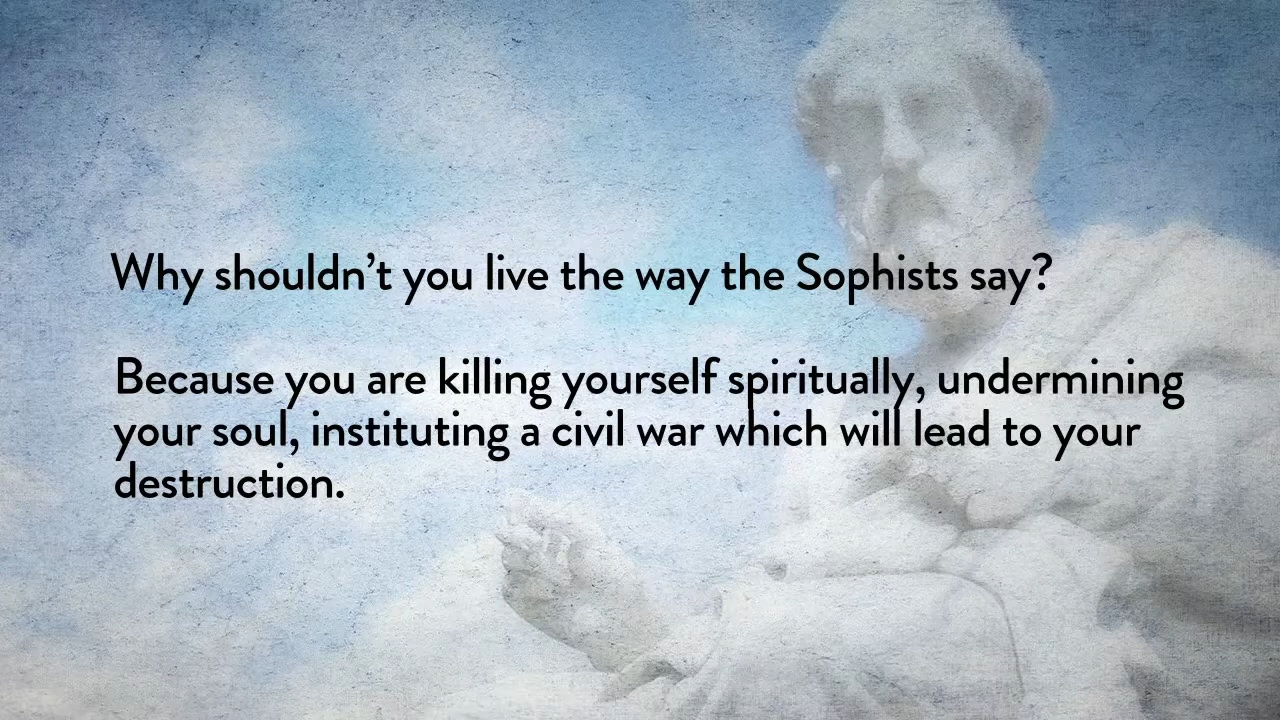 Why shouldn’t you live the way the Sophists say?
Because you are killing yourself spiritually, undermining
your soul, instituting a civil war which will lead to your
destruction.